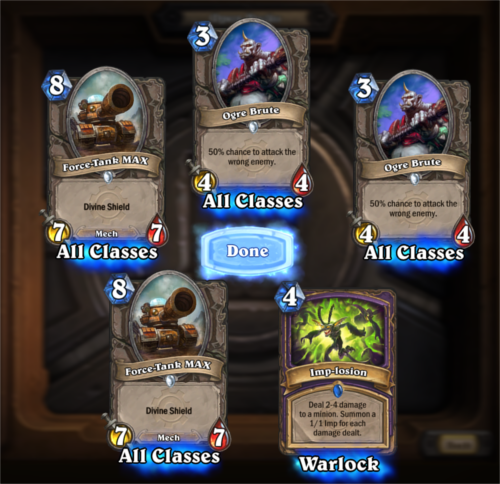 3
Ogre Brute
50% chance to attack the
wrong enemy.
4
4
All Classes
8
Force-Tank MAX
Divine Shield
7
Mech
7
All Classes
3
Ogre Brute
50% chance to attack the
wrong enemy.
4
4
All Classes
Done
8
Force-Tank MAX
Divine Shield
7
Mech
7
All Classes
4
Imp-losion
Deal 2-4 damage
to a minion. Summon a
1/1 Imp for each
damage dealt.
Warlock